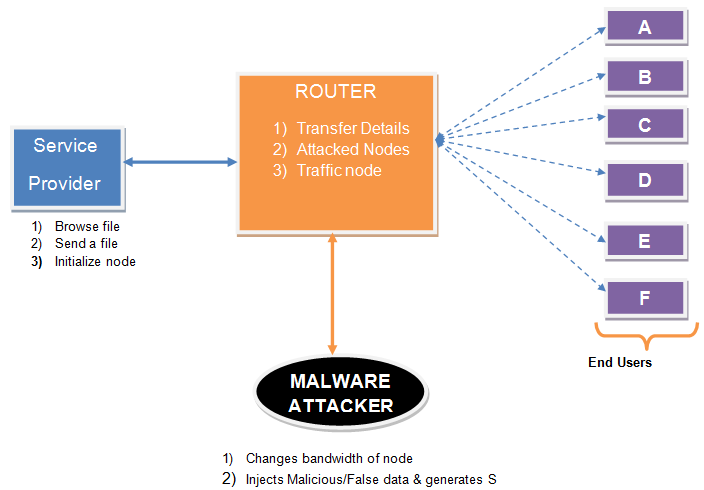 Service
Provider
1) Browse file
2) Send a file
3) Initialize node
ROUTER
1) Transfer Details
2) Attacked Nodes
3) Traffic node
A
B
C
D
E
F
End Users
MALWARE
ATTACKER
1) Changes bandwidth of node
2) Injects Malicious/False data & generates S